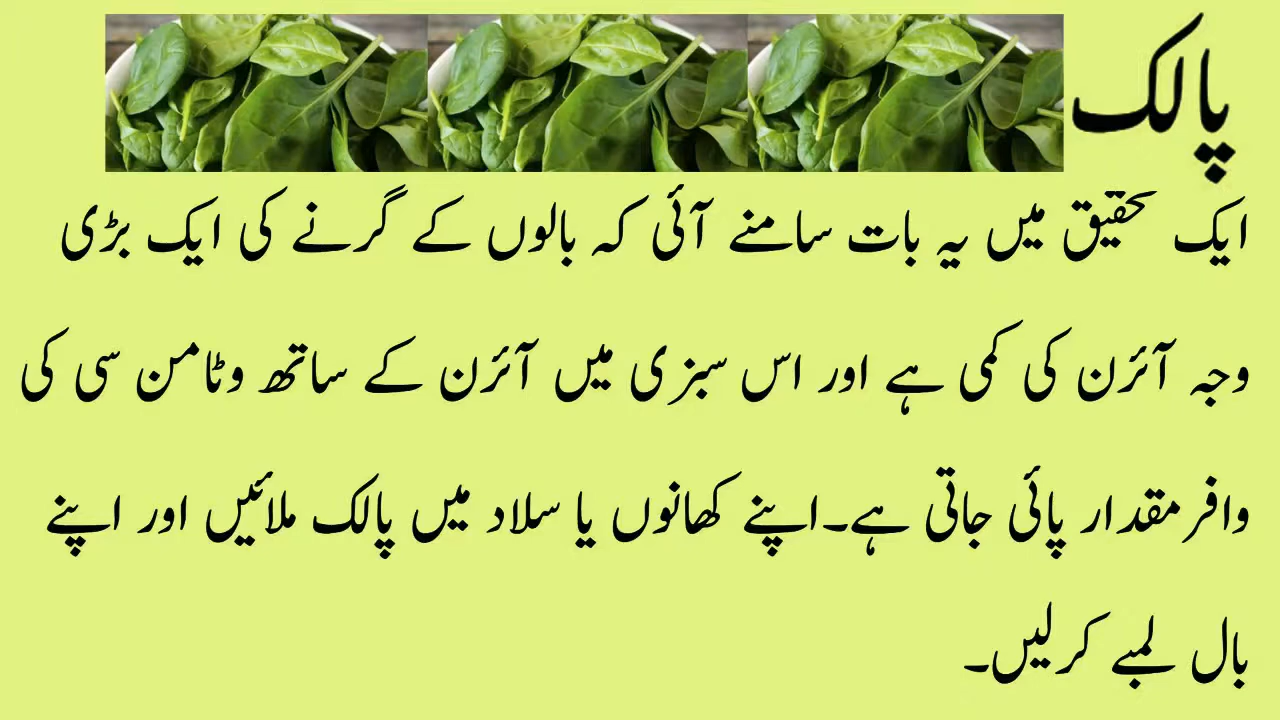 پالک
ایک تحقیق میں یہ بات سامنے آئی کہ بالوں کے گرنے کی ایک بڑی
وجہ آئرن کی کمی ہے اور اس سبزی میں آئرن کے ساتھ وٹامن سی کی
وافر مقدار پائی جاتی ہے۔اپنے کھانوں یا سلاد میں پالک ملائیں اور اپنے
بال لمبے کرلیں۔